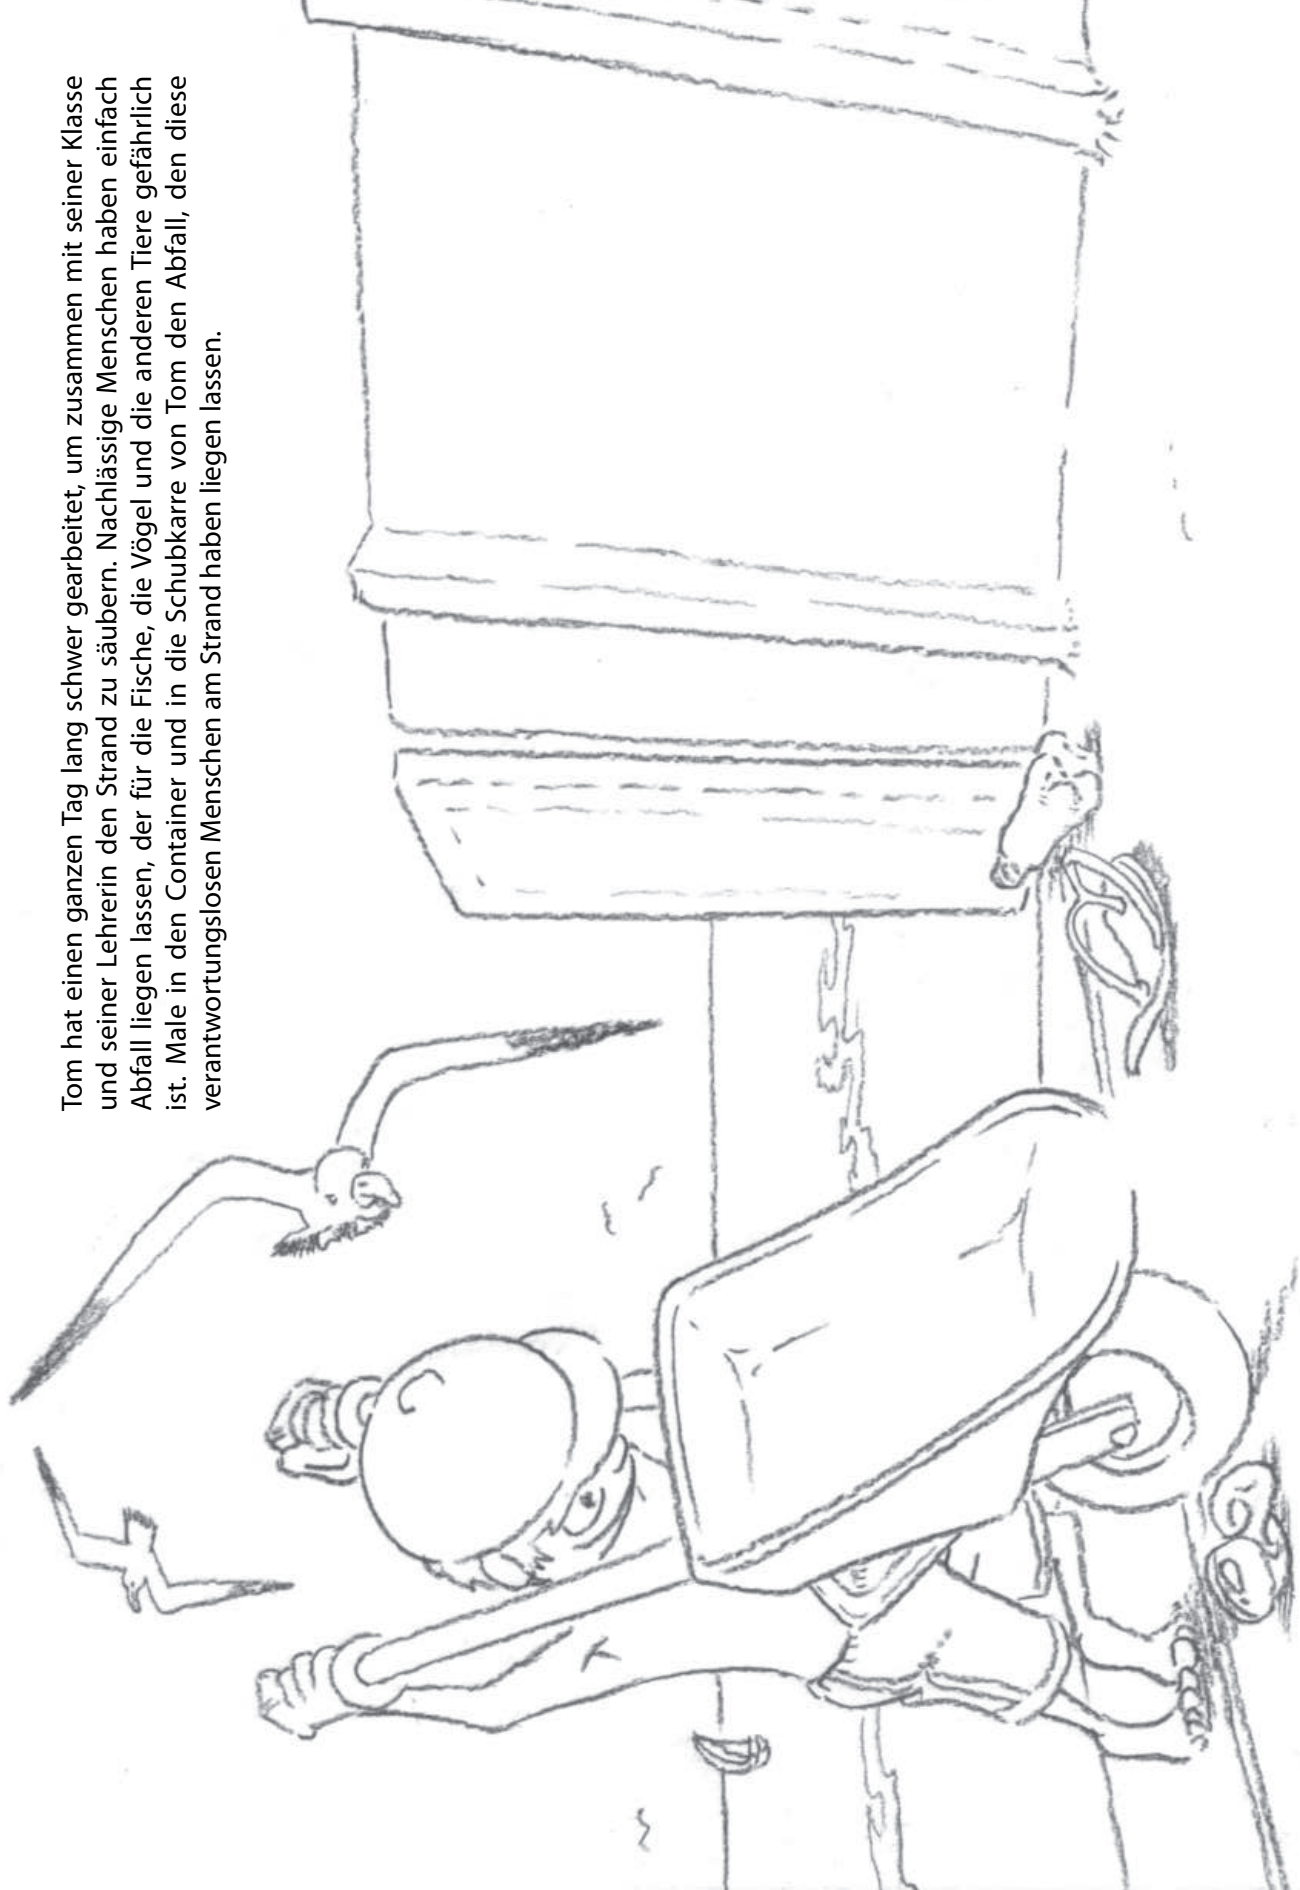 Tom hat einen ganzen Tag lang schwer gearbeitet, um zusammen mit seiner Klasse
und seiner Lehrerin den Strand zu säubern. Nachlässige Menschen haben einfach
Abfall liegen lassen, der für die Fische, die Vögel und die anderen Tiere gefährlich
ist. Male in den Container und in die Schubkarre von Tom den Abfall, den diese
verantwortungslosen Menschen am Strand haben liegen lassen.